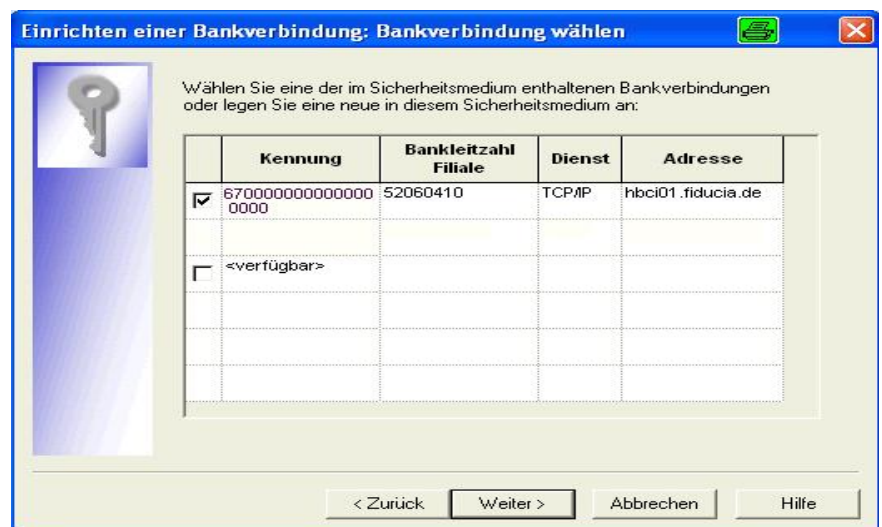 Einrichten einer Bankverbindung: Bankverbindung wählen
Wählen Sie eine der im Sicherheitsmedium enthaltenen Bankverbindungen
oder legen Sie eine neue in diesem Sicherheitsmedium an:
Kennung Bankleitzahl Filiale Dienst Adresse
670000000000000 52060410 TCP/IP hbci01.fiducia.de
0000
<verfügbar>
< Zurück Weiter > Abbrechen Hilfe